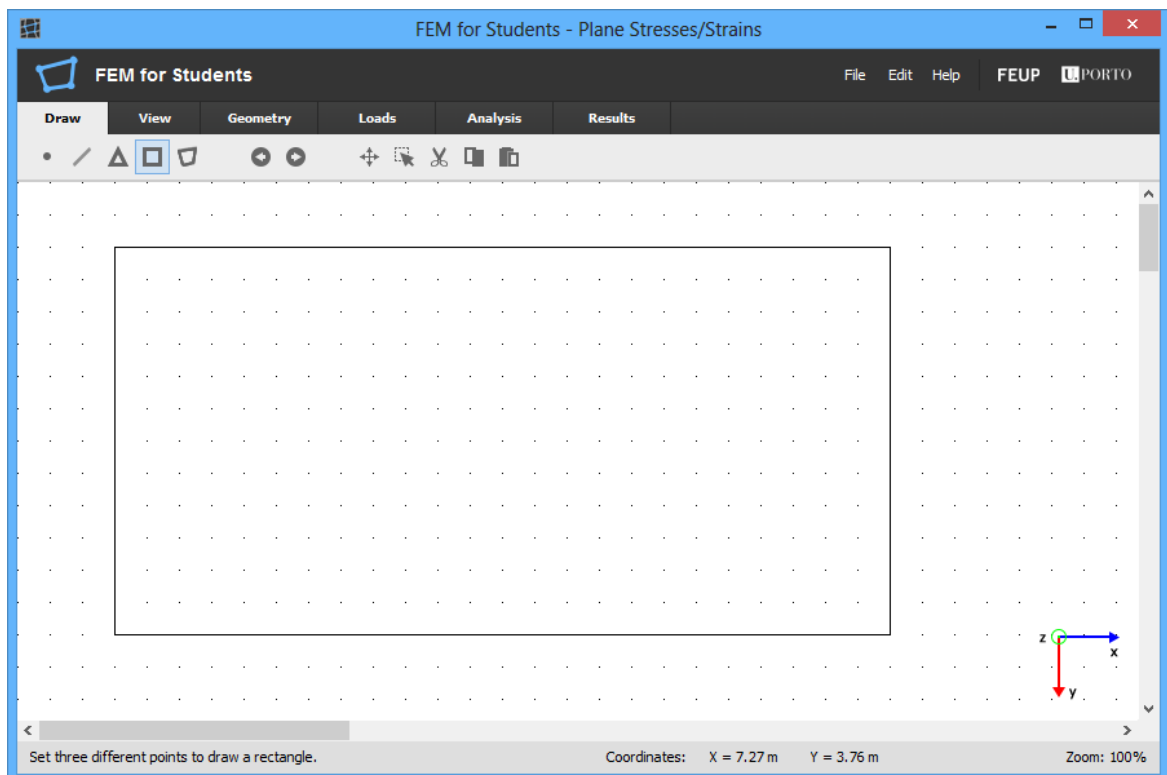 FEM for Students - Plane Stresses/Strains
FEM for Students File Edit Help FEUP U.PORTO
Draw View Geometry Loads Analysis Results
z
x
y
Set three different points to draw a rectangle. Coordinates: X = 7.27 m Y = 3.76 m Zoom: 100%